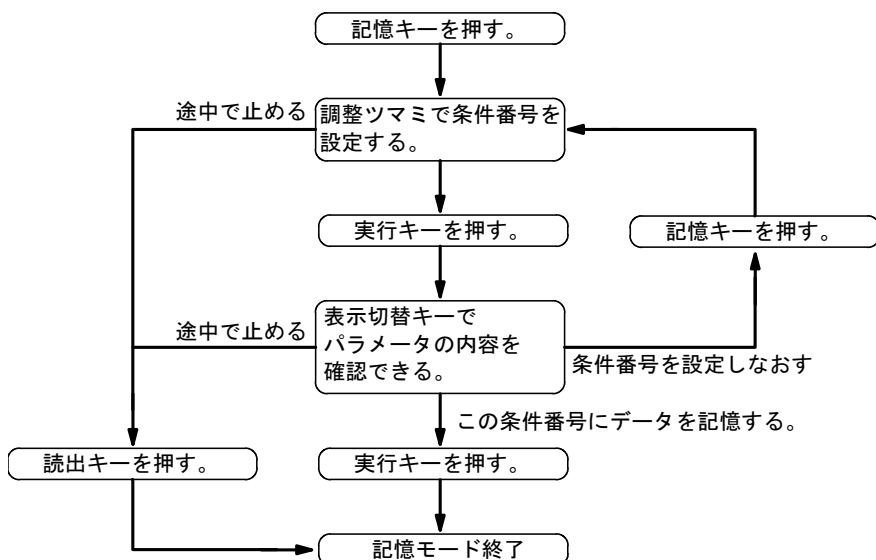 記憶キーを押す。
途中で止める
調整ツマミで条件番号を
設定する。
実行キーを押す。
記憶キーを押す。
途中で止める
表示切替キーで
パラメータの内容を
確認できる。
条件番号を設定しなおす
この条件番号にデータを記憶する。
読出キーを押す。
実行キーを押す。
記憶モード終了